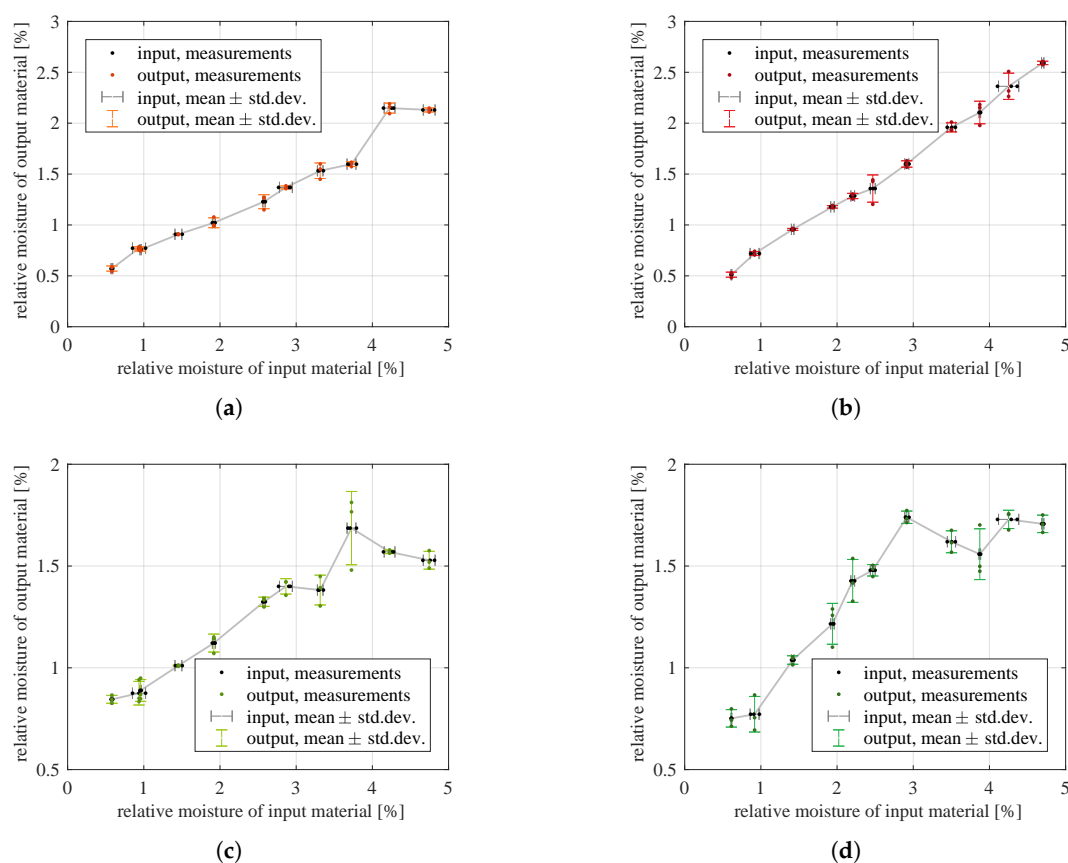 3
2.5
2
1.5
1
0.5
0
0 1 2 3 4 5
relative moisture of output material [%]
relative moisture of input material [%]
input, measurements
output, measurements
input, mean ± std.dev.
output, mean ± std.dev.
(a)
3
2.5
2
1.5
1
0.5
0
0 1 2 3 4 5
relative moisture of output material [%]
relative moisture of input material [%]
input, measurements
output, measurements
input, mean ± std.dev.
output, mean ± std.dev.
(b)
2
1.5
1
0.5
0 1 2 3 4 5
relative moisture of output material [%]
relative moisture of input material [%]
input, measurements
output, measurements
input, mean ± std.dev.
output, mean ± std.dev.
(c)
2
1.5
1
0.5
0 1 2 3 4 5
relative moisture of output material [%]
relative moisture of input material [%]
input, measurements
output, measurements
input, mean ± std.dev.
output, mean ± std.dev.
(d)